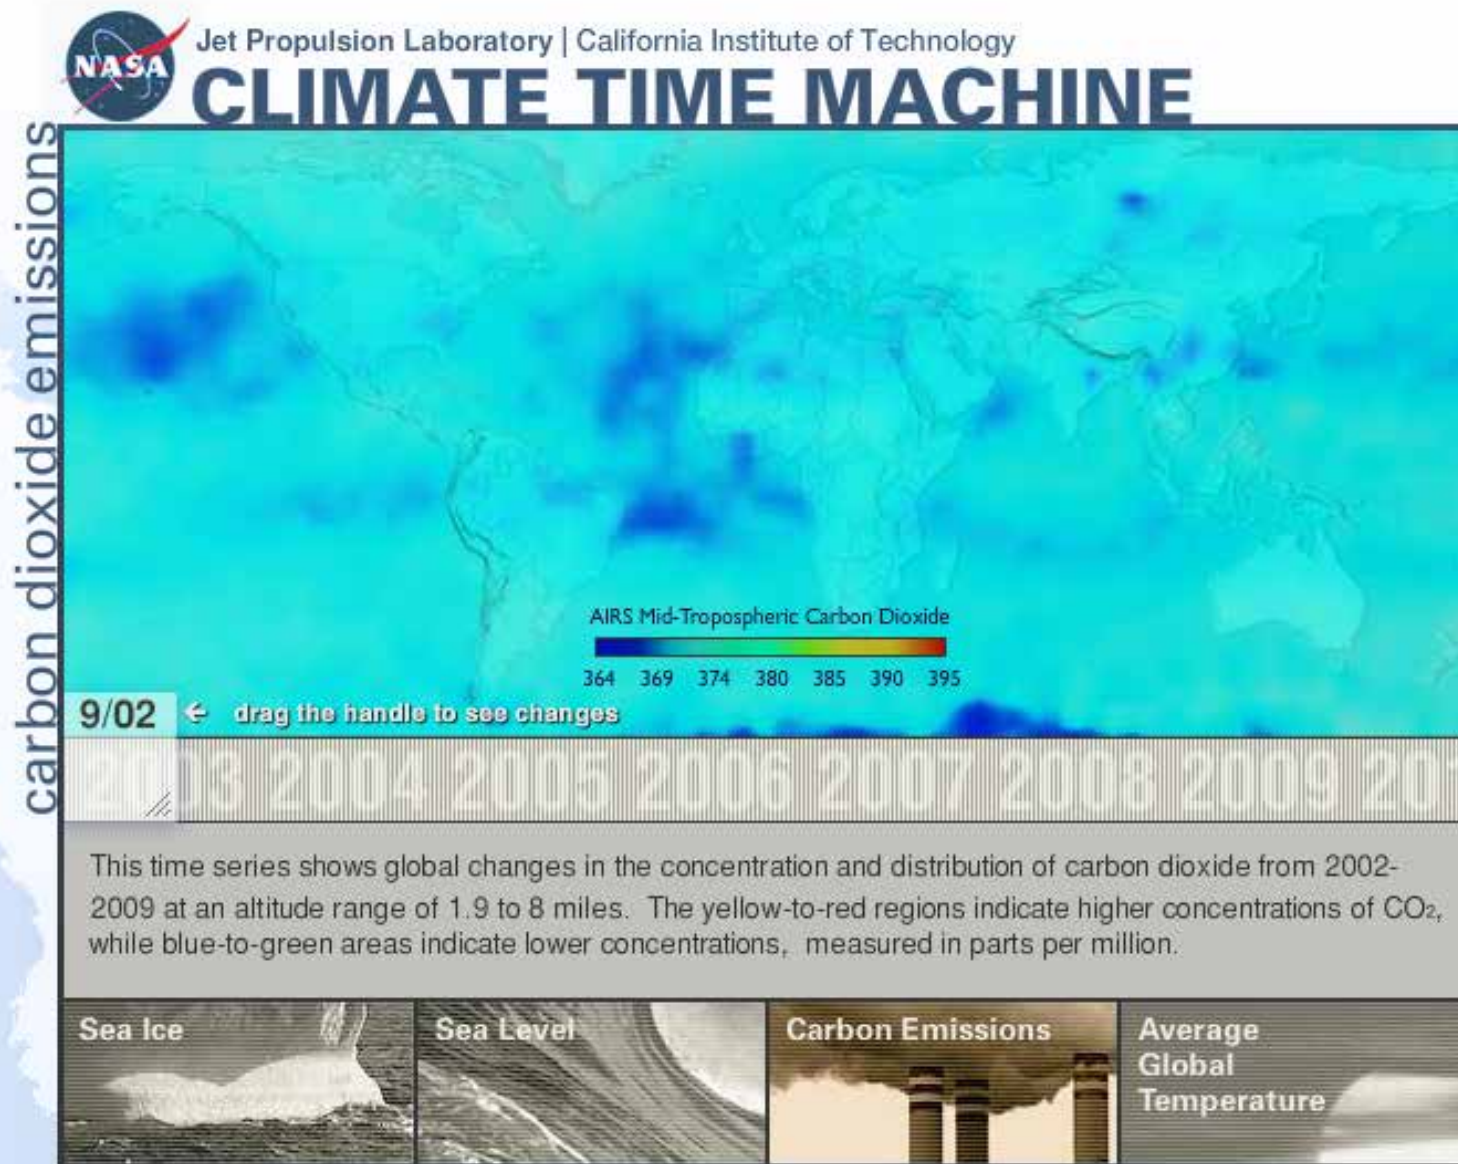 NASA
Jet Propulsion Laboratory | California Institute of Technology
CLIMATE TIME MACHINE
carbon dioxide emissions
AIRS Mid-Tropospheric Carbon Dioxide
364 369 374 380 385 390 395
9/02 ← drag the handle to see changes
2003 2004 2005 2006 2007 2008 2009 201
This time series shows global changes in the concentration and distribution of carbon dioxide from 2002-
2009 at an altitude range of 1.9 to 8 miles. The yellow-to-red regions indicate higher concentrations of CO₂,
while blue-to-green areas indicate lower concentrations, measured in parts per million.
Sea Ice
Sea Level
Carbon Emissions
Average
Global
Temperature